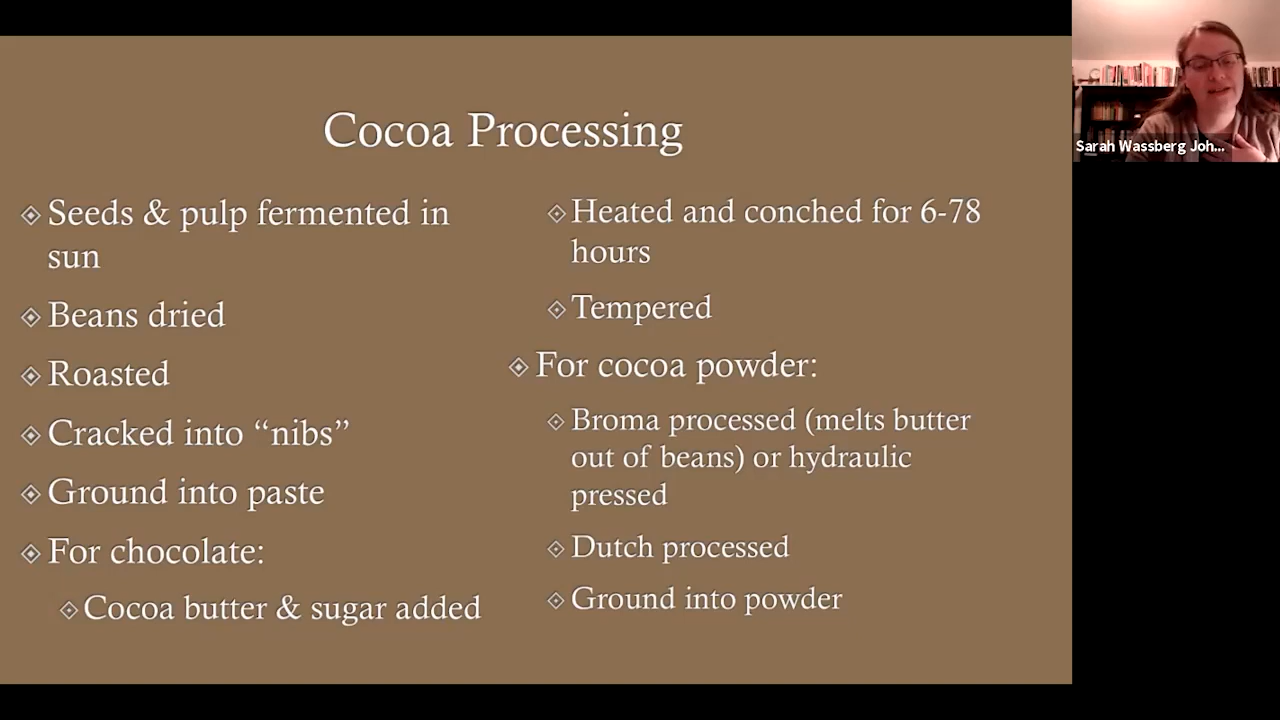 Cocoa Processing
Seeds & pulp fermented in
sun
Beans dried
Roasted
Cracked into “nibs”
Ground into paste
For chocolate:
Cocoa butter & sugar added
Heated and conched for 6-78
hours
Tempered
For cocoa powder:
Broma processed (melts butter
out of beans) or hydraulic
pressed
Dutch processed
Ground into powder
Sarah Wassberg Joh...